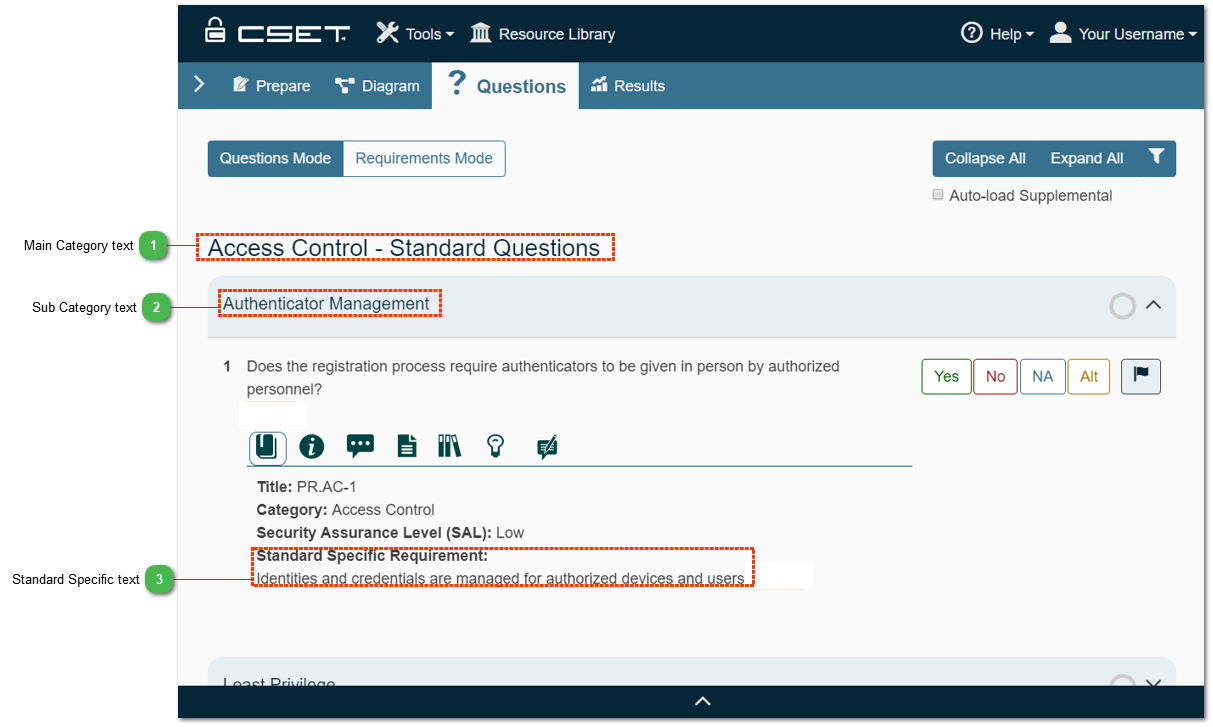 CSET
Tools
Resource Library
Help
Your Username
Prepare
Diagram
? Questions
Results
Questions Mode
Requirements Mode
Collapse All
Expand All
Auto-load Supplemental
Main Category text 1
Access Control - Standard Questions
Sub Category text 2
Authenticator Management
1 Does the registration process require authenticators to be given in person by authorized
personnel?
Yes
No
NA
Alt
Title: PR.AC-1
Category: Access Control
Security Assurance Level (SAL): Low
Standard Specific Requirement:
Standard Specific text 3
Identities and credentials are managed for authorized devices and users
Least Privilege